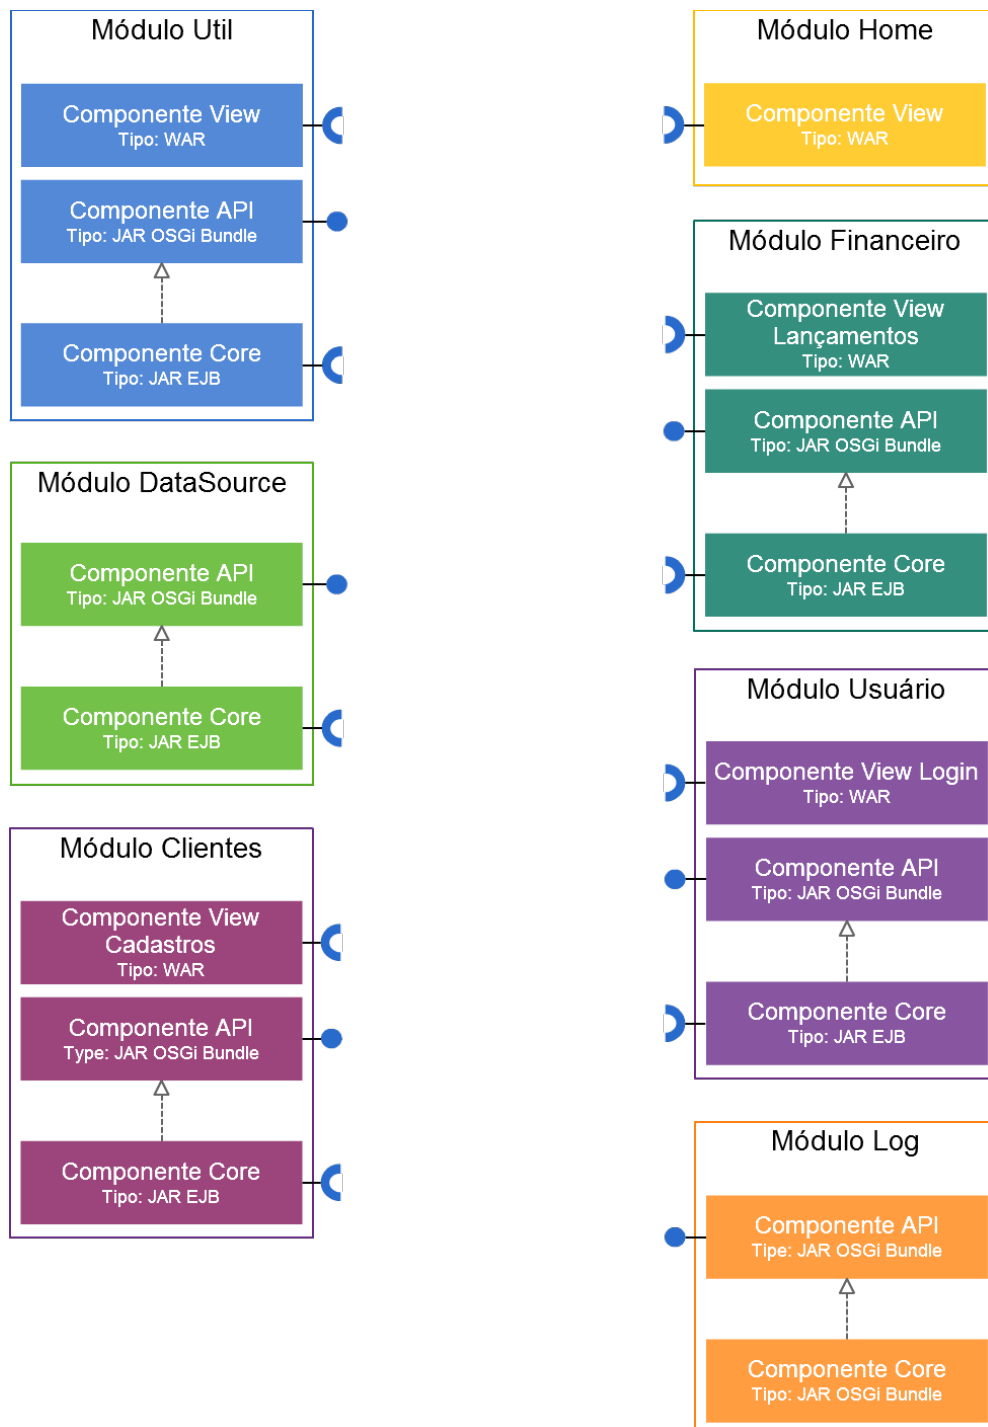 Módulo Util
Componente View
Tipo: WAR
Componente API
Tipo: JAR OSGi Bundle
Componente Core
Tipo: JAR EJB
Módulo DataSource
Componente API
Tipo: JAR OSGi Bundle
Componente Core
Tipo: JAR EJB
Módulo Clientes
Componente View
Cadastros
Tipo: WAR
Componente API
Type: JAR OSGi Bundle
Componente Core
Tipo: JAR EJB
Módulo Home
Componente View
Tipo: WAR
Módulo Financeiro
Componente View
Lançamentos
Tipo: WAR
Componente API
Tipo: JAR OSGi Bundle
Componente Core
Tipo: JAR EJB
Módulo Usuário
Componente View Login
Tipo: WAR
Componente API
Tipo: JAR OSGi Bundle
Componente Core
Tipo: JAR EJB
Módulo Log
Componente API
Tipe: JAR OSGi Bundle
Componente Core
Tipo: JAR OSGi Bundle